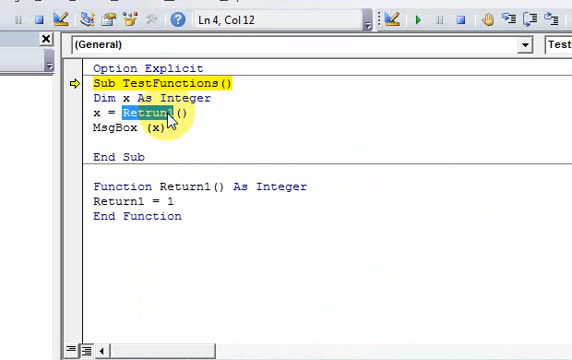 Ln 4, Col 12
(General)
Test
Option Explicit
Sub TestFunctions()
Dim x As Integer
x = Retrun1()
MsgBox (x)
End Sub
Function Return1() As Integer
Return1 = 1
End Function